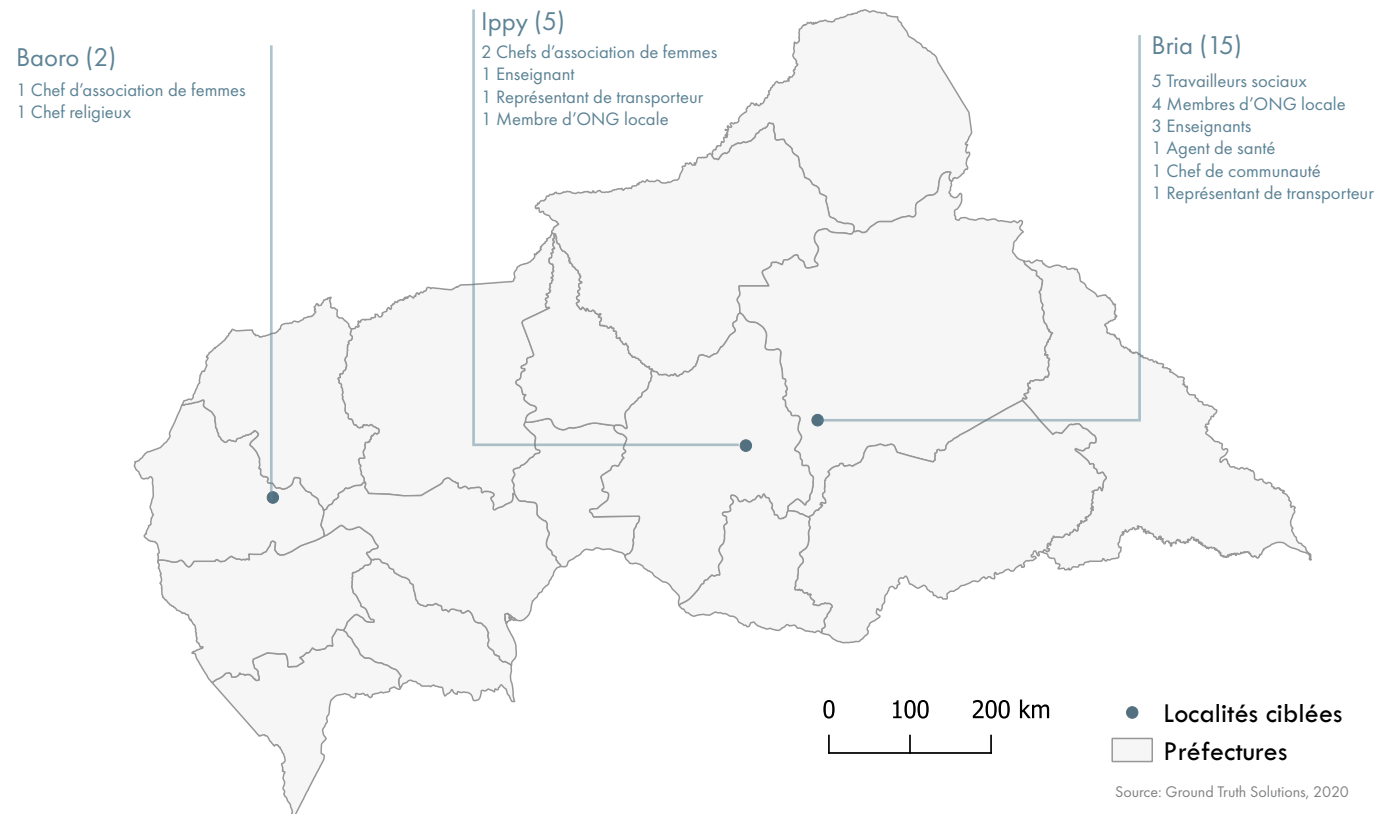 Baoro (2)
1 Chef d’association de femmes
1 Chef religieux
Ippy (5)
2 Chefs d’association de femmes
1 Enseignant
1 Représentant de transporteur
1 Membre d’ONG locale
Bria (15)
5 Travailleurs sociaux
4 Membres d’ONG locale
3 Enseignants
1 Agent de santé
1 Chef de communauté
1 Représentant de transporteur
0 100 200 km
Localités ciblées
Préfectures
Source: Ground Truth Solutions, 2020